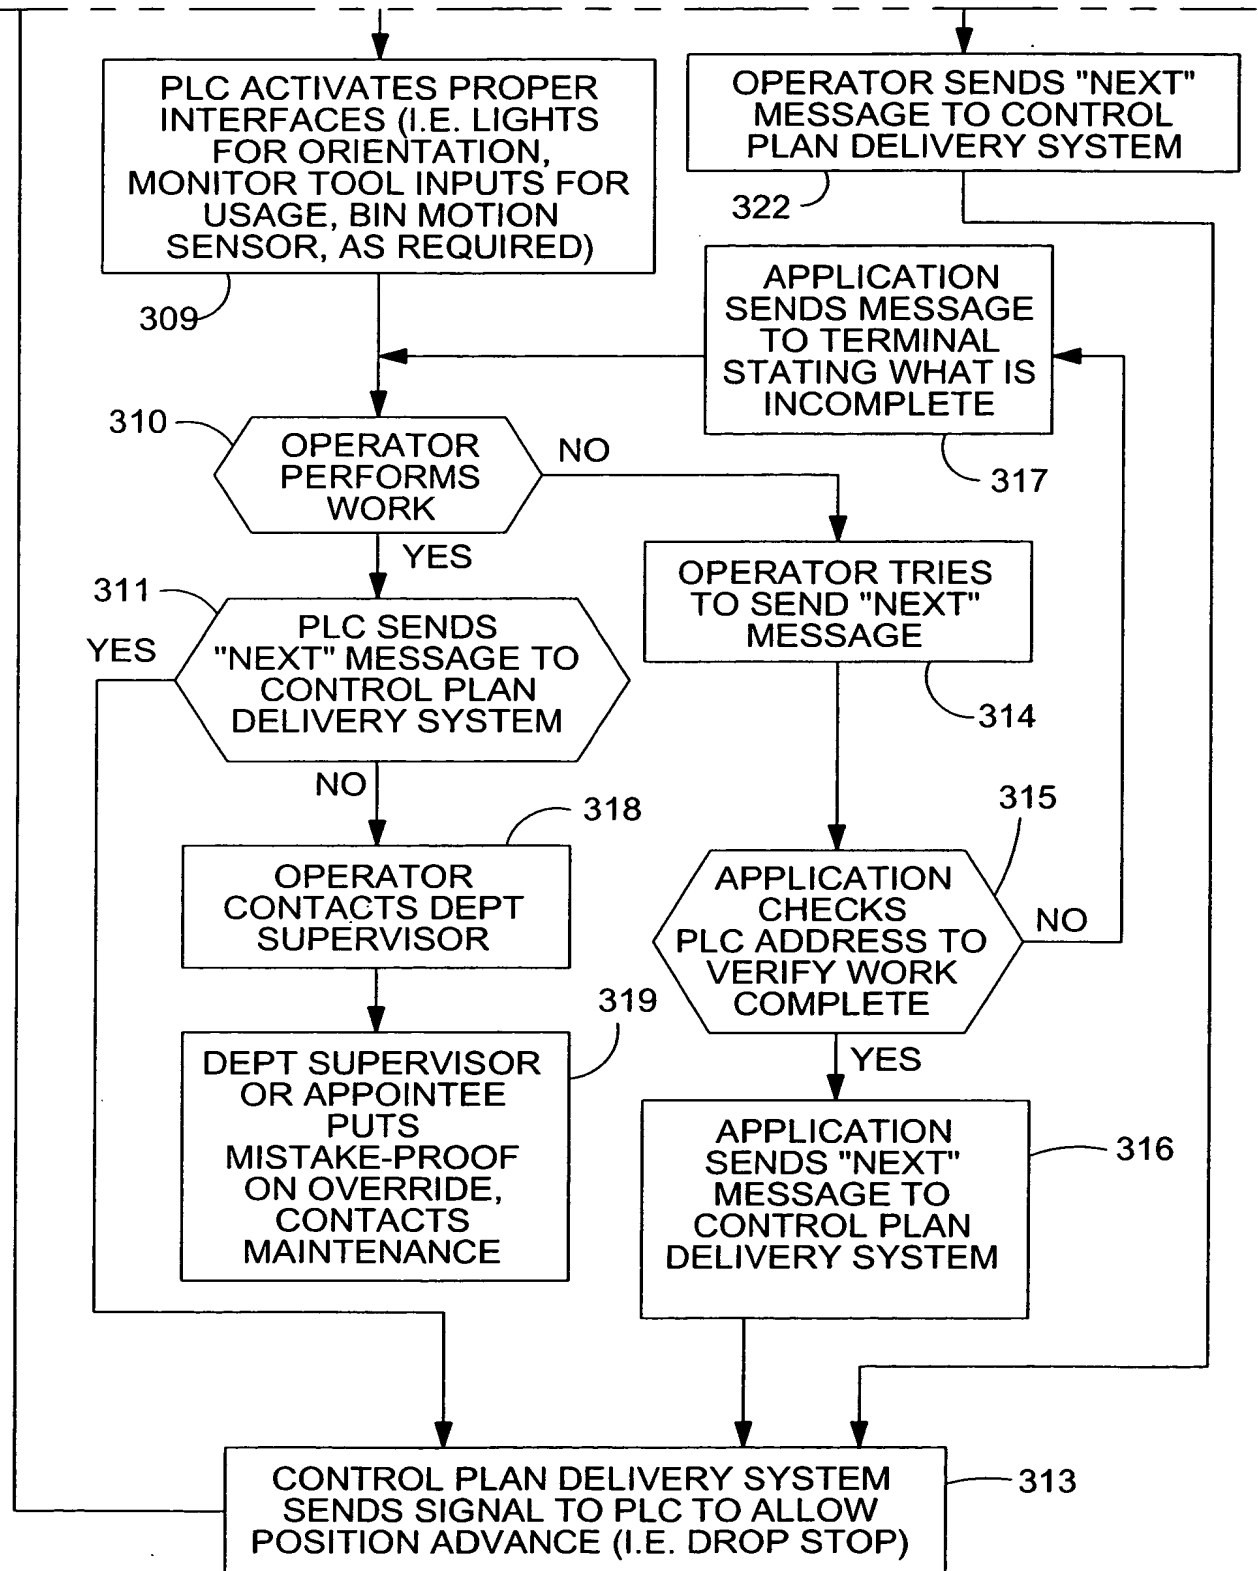 PLC ACTIVATES PROPER
INTERFACES (I.E. LIGHTS
FOR ORIENTATION,
MONITOR TOOL INPUTS FOR
USAGE, BIN MOTION
SENSOR, AS REQUIRED)
309
OPERATOR SENDS "NEXT"
MESSAGE TO CONTROL
PLAN DELIVERY SYSTEM
322
APPLICATION
SENDS MESSAGE
TO TERMINAL
STATING WHAT IS
INCOMPLETE
317
310
OPERATOR
PERFORMS
WORK
NO
YES
311
YES
PLC SENDS
"NEXT" MESSAGE TO
CONTROL PLAN
DELIVERY SYSTEM
NO
OPERATOR TRIES
TO SEND "NEXT"
MESSAGE
314
318
OPERATOR
CONTACTS DEPT
SUPERVISOR
315
APPLICATION
CHECKS
PLC ADDRESS TO
VERIFY WORK
COMPLETE
NO
YES
319
DEPT SUPERVISOR
OR APPOINTEE
PUTS
MISTAKE-PROOF
ON OVERRIDE,
CONTACTS
MAINTENANCE
APPLICATION
SENDS "NEXT"
MESSAGE TO
CONTROL PLAN
DELIVERY SYSTEM
316
CONTROL PLAN DELIVERY SYSTEM
SENDS SIGNAL TO PLC TO ALLOW
POSITION ADVANCE (I.E. DROP STOP)
313